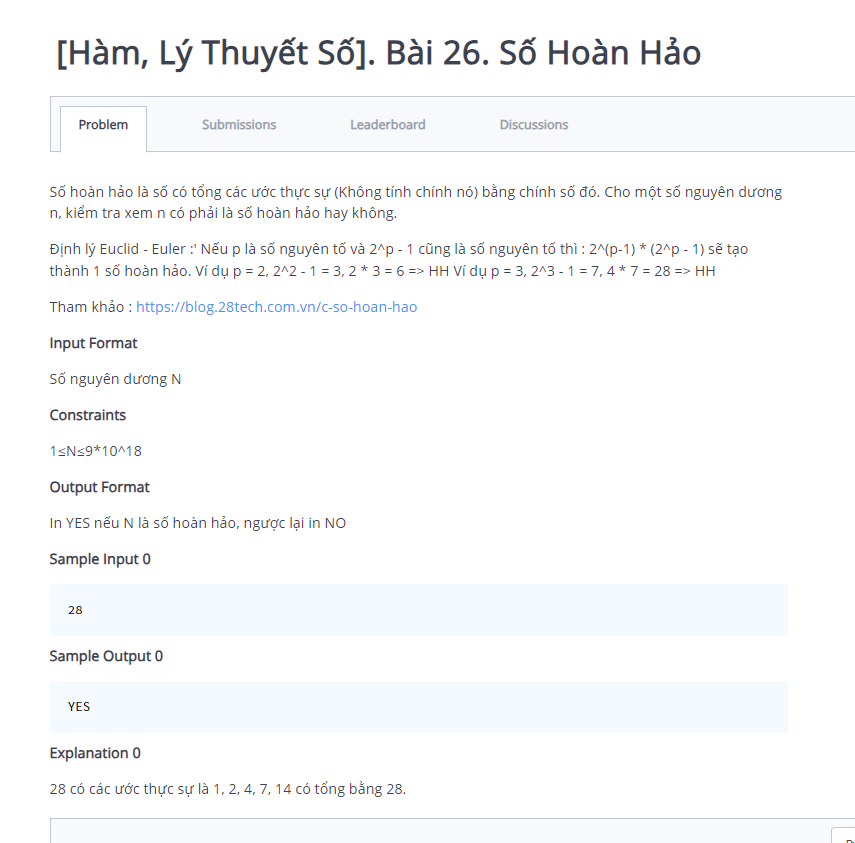 [Hàm, Lý Thuyết Số]. Bài 26. Số Hoàn Hảo
Problem Submissions Leaderboard Discussions
Số hoàn hảo là số có tổng các ước thực sự (Không tính chính nó) bằng chính số đó. Cho một số nguyên dương
n, kiểm tra xem n có phải là số hoàn hảo hay không.
Định lý Euclid - Euler :' Nếu p là số nguyên tố và 2^p - 1 cũng là số nguyên tố thì : 2^(p-1) * (2^p - 1) sẽ tạo
thành 1 số hoàn hảo. Ví dụ p = 2, 2^2 - 1 = 3, 2 * 3 = 6 => HH Ví dụ p = 3, 2^3 - 1 = 7, 4 * 7 = 28 => HH
Tham khảo : https://blog.28tech.com.vn/c-so-hoan-hao
Input Format
Số nguyên dương N
Constraints
1≤N≤9*10^18
Output Format
In YES nếu N là số hoàn hảo, ngược lại in NO
Sample Input 0
28
Sample Output 0
YES
Explanation 0
28 có các ước thực sự là 1, 2, 4, 7, 14 có tổng bằng 28.